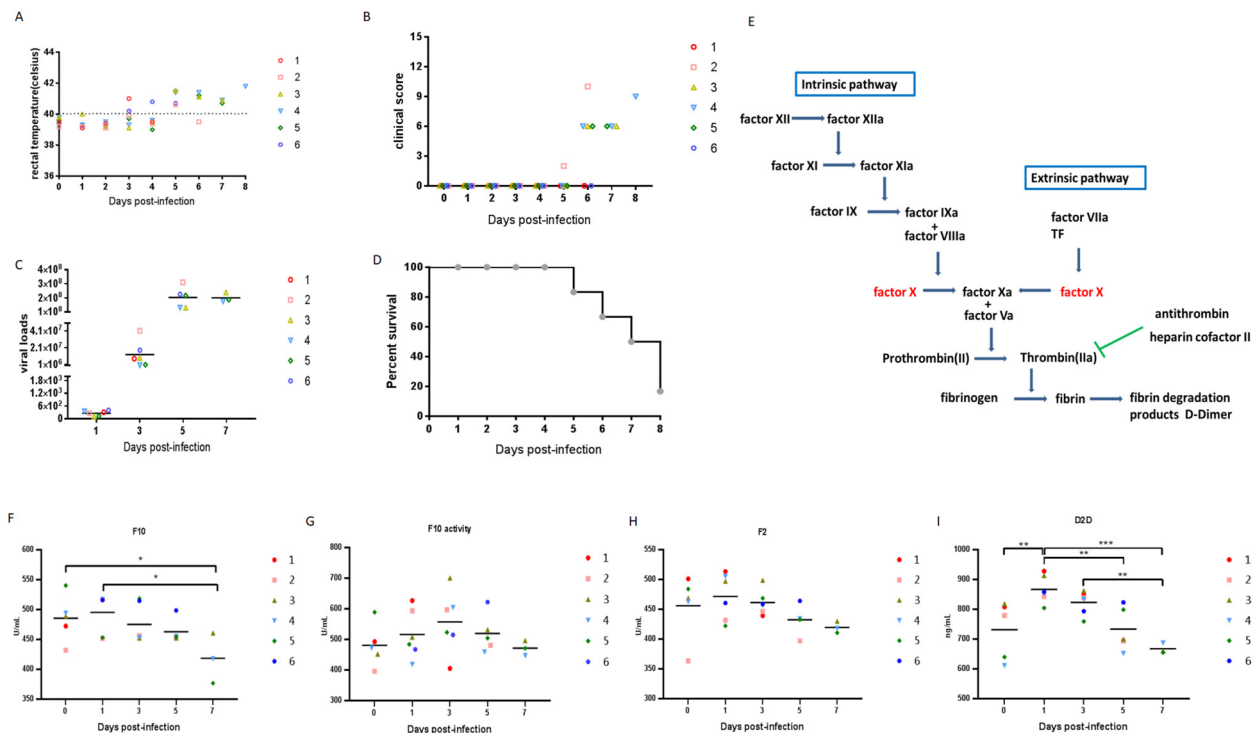 A
rectal temperature(celsius)
44
42
40
38
36
0 1 2 3 4 5 6 7 8
Days post-infection
1
2
3
4
5
6
B
clinical score
15
12
9
6
3
0
0 1 2 3 4 5 6 7 8
Days post-infection
1
2
3
4
5
6
C
viral loads
4×10⁸
3×10⁸
2×10⁸
1×10⁸
4.1×10⁷
2.1×10⁷
1×10⁶
1.8×10³
1.2×10³
6×10²
0
1 3 5 7
Days post-infection
1
2
3
4
5
6
D
Percent survival
100
80
60
40
20
0
0 1 2 3 4 5 6 7 8
Days post-infection
E
Intrinsic pathway
factor XII factor XIIa
factor XI factor XIa
Extrinsic pathway
factor IX factor IXa
+
factor VIIIa
factor VIIa
TF
factor X factor Xa factor X
+
factor Va
antithrombin
heparin cofactor II
Prothrombin(II) Thrombin(IIa)
fibrinogen fibrin fibrin degradation
products D-Dimer
F
F10
U/mL
600
550
500
450
400
350
0 1 3 5 7
Days post-infection
* 
*
1
2
3
4
5
6
G
F10 activity
U/mL
800
700
600
500
400
300
0 1 3 5 7
Days post-infection
1
2
3
4
5
6
H
F2
U/mL
550
500
450
400
350
300
0 1 3 5 7
Days post-infection
1
2
3
4
5
6
I
D2D
ng/mL
1000
900
800
700
600
500
0 1 3 5 7
Days post-infection
** ***
**
**
1
2
3
4
5
6